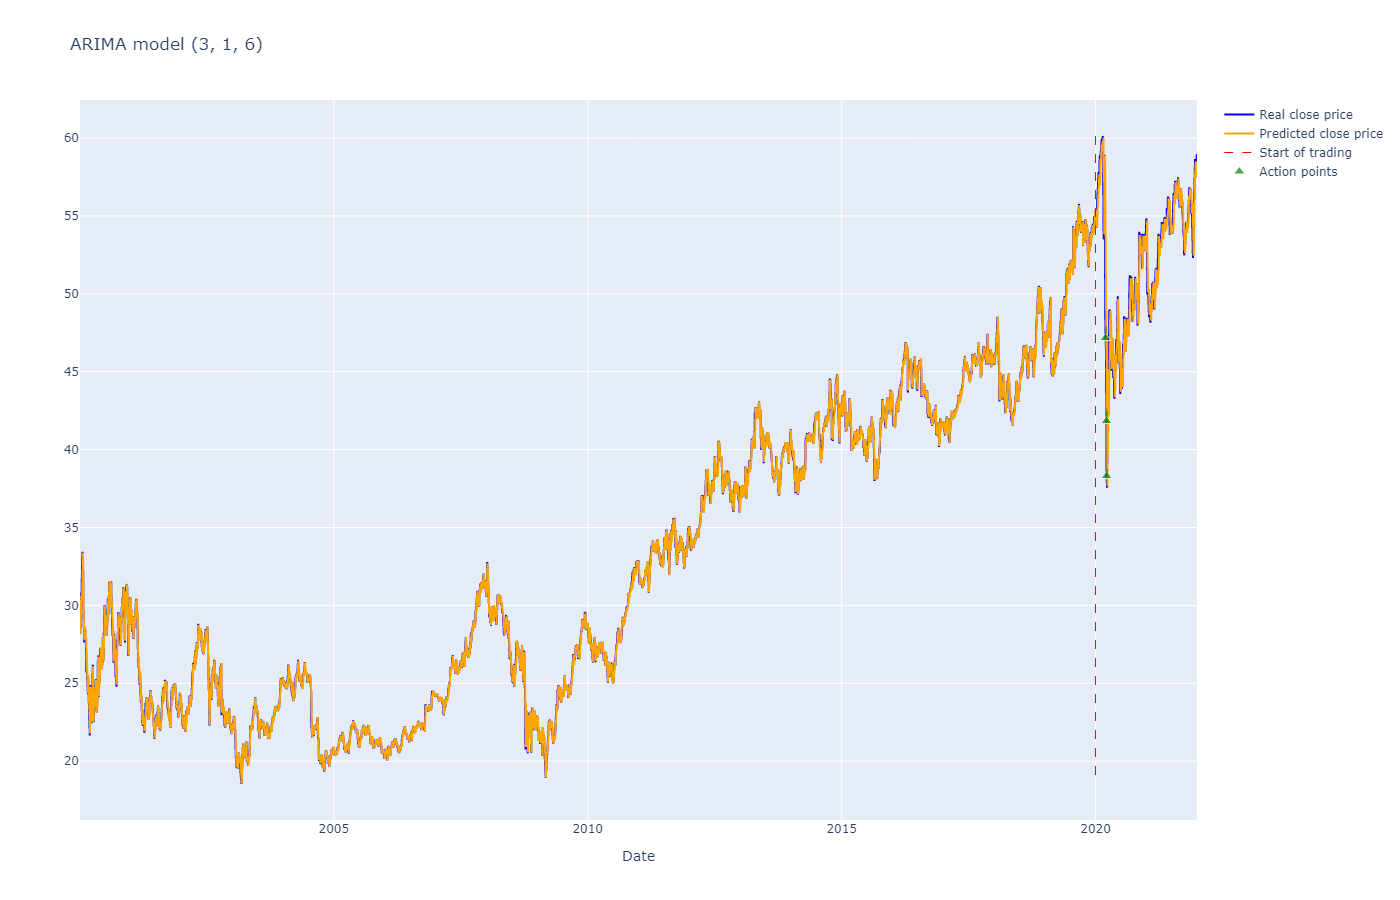 ARIMA model (3, 1, 6)
Real close price
Predicted close price
Start of trading
Action points
60
55
50
45
40
35
30
25
20
2005
2010
2015
2020
Date